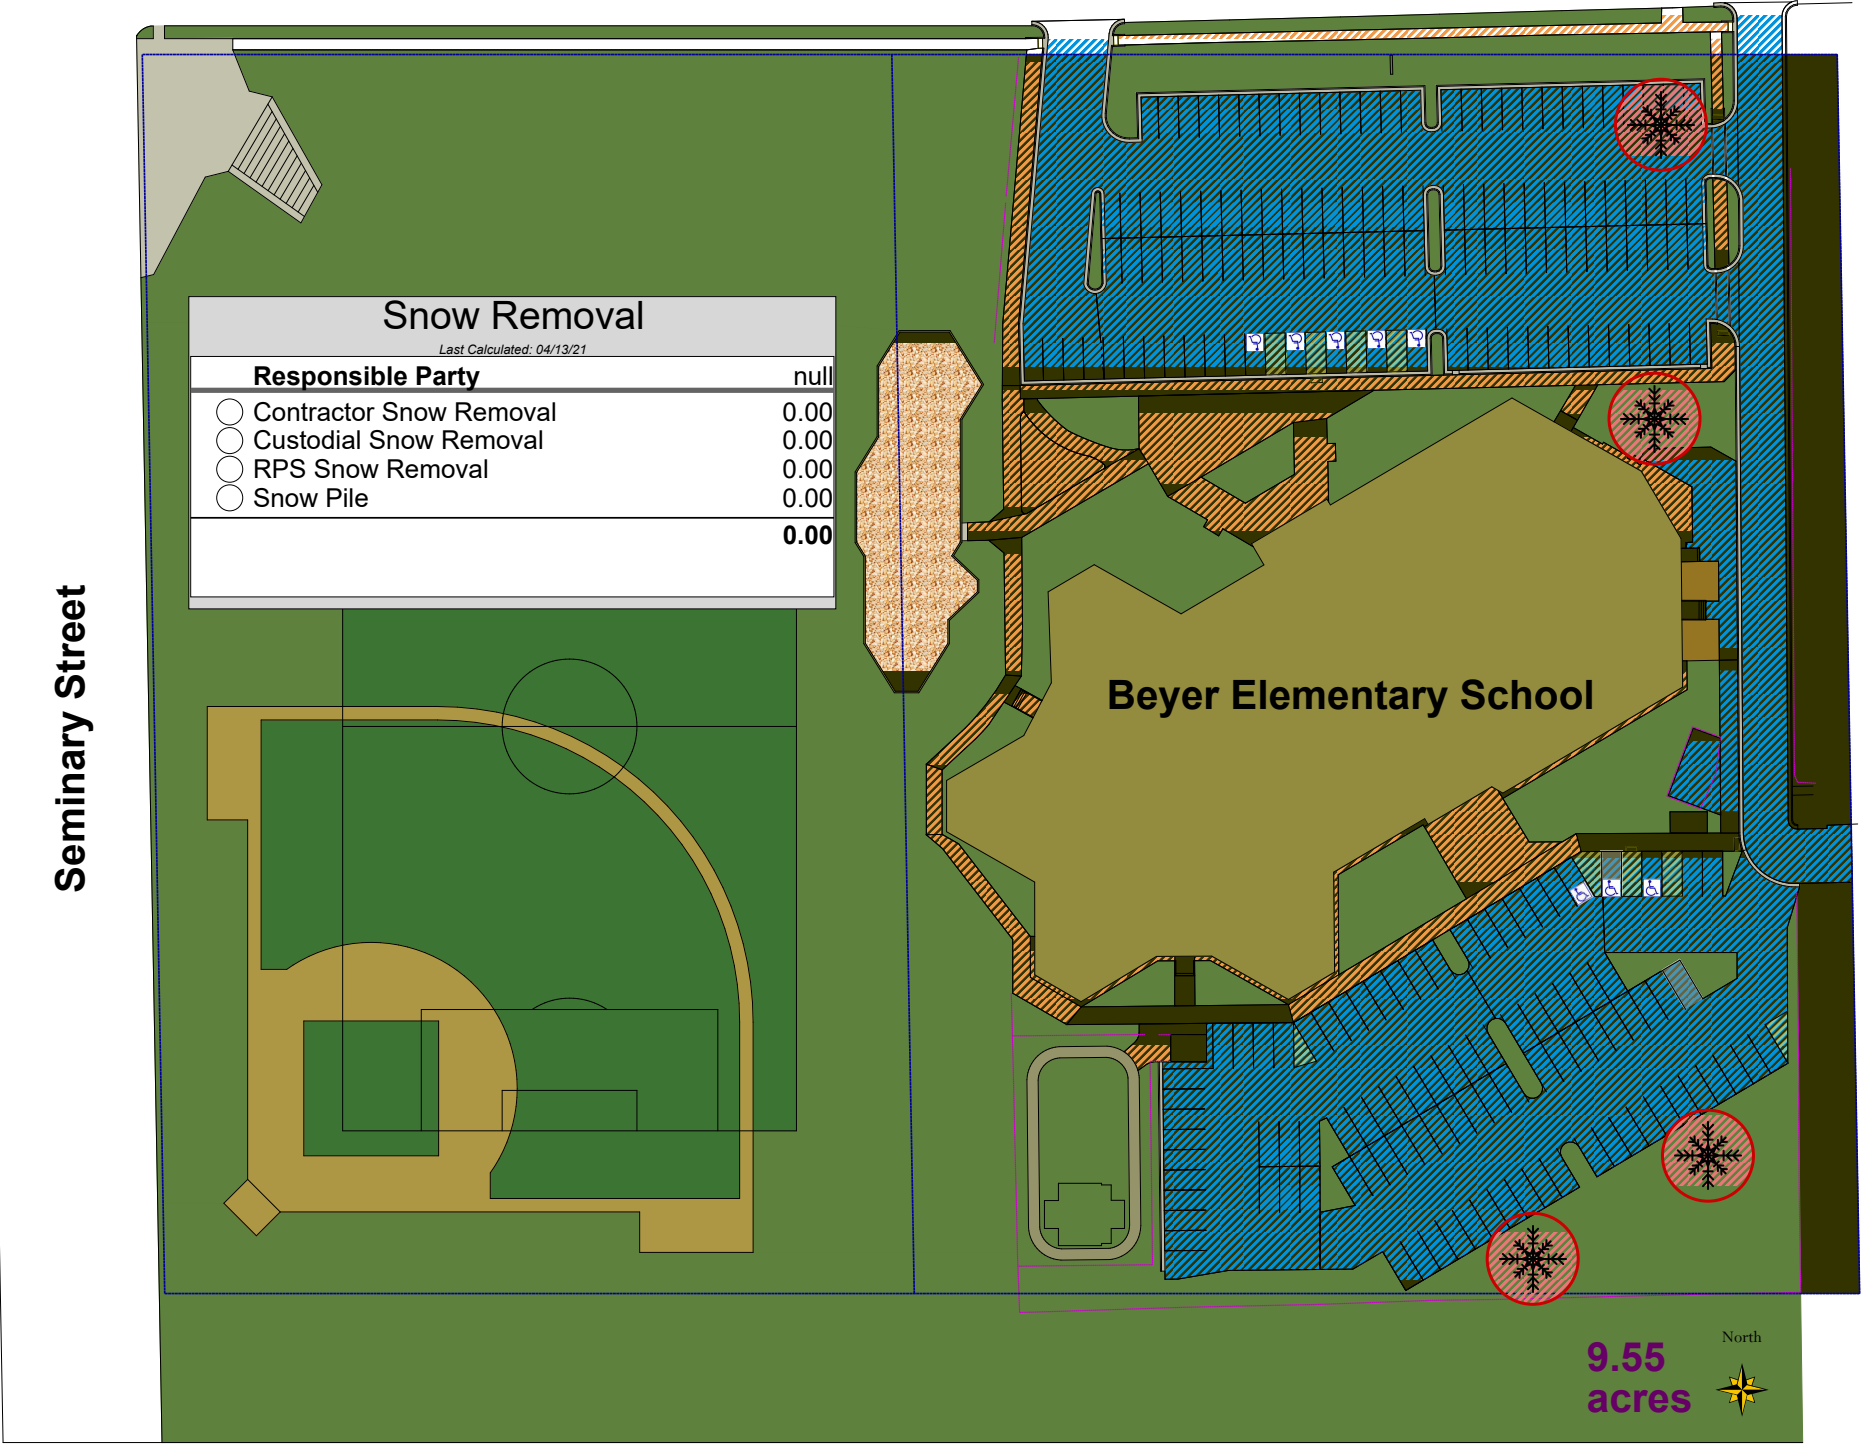 Snow Removal
Last Calculated: 04/13/21
Responsible Party null
Contractor Snow Removal 0.00
Custodial Snow Removal 0.00
RPS Snow Removal 0.00
Snow Pile 0.00
0.00
Seminary Street
Beyer Elementary School
9.55
acres
North